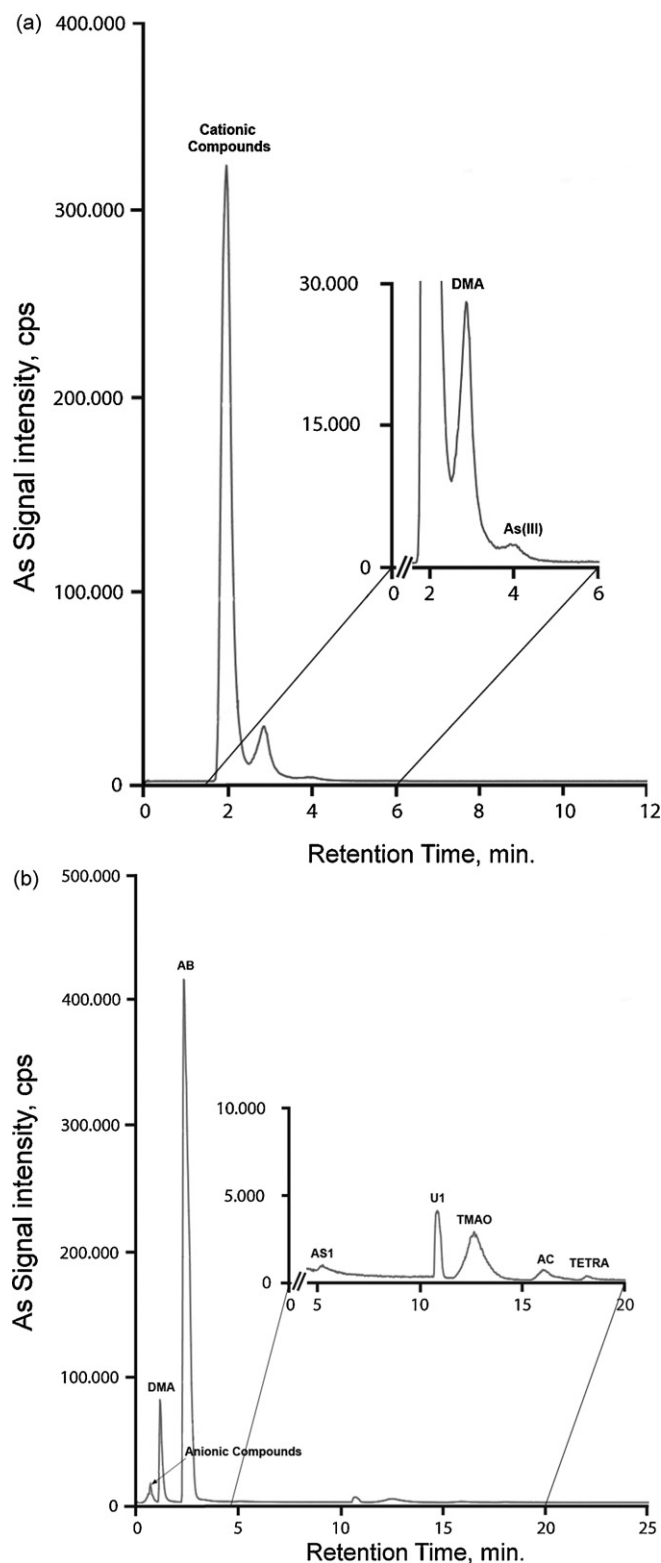 (a)
400.000
Cationic
Compounds
300.000
30.000
DMA
200.000
15.000
As(III)
0
0 2 4 6
100.000
0
0 2 4 6 8 10 12
As Signal intensity, cps
Retention Time, min.
(b)
500.000
AB
400.000
300.000
10.000
U1
5.000
TMAO
AS1
AC
TETRA
200.000
0
0 5 10 15 20
DMA
100.000
Anionic Compounds
0
0 5 10 15 20 25
As Signal intensity, cps
Retention Time, min.